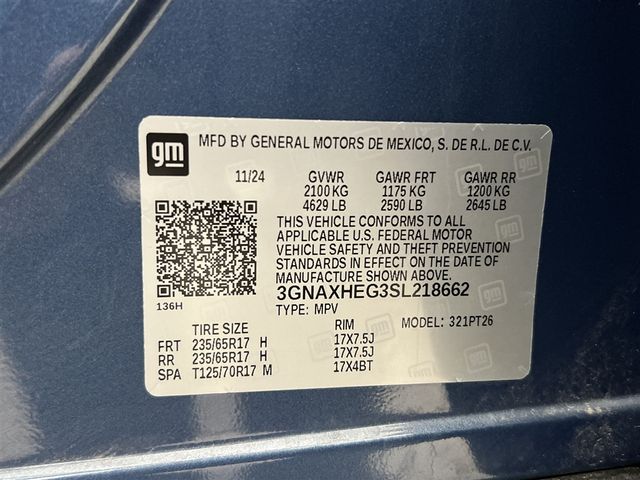 gm
MFD BY GENERAL MOTORS DE MEXICO, S. DE R.L. DE C.V.
11/24 GVWR GAWR FRT GAWR RR
2100 KG 1175 KG 1200 KG
4629 LB 2590 LB 2645 LB
THIS VEHICLE CONFORMS TO ALL
APPLICABLE U.S. FEDERAL MOTOR
VEHICLE SAFETY AND THEFT PREVENTION
STANDARDS IN EFFECT ON THE DATE OF
MANUFACTURE SHOWN ABOVE.
3GNAXHEG3SL218662
136H
TYPE: MPV MODEL: 321PT26
TIRE SIZE RIM
FRT 235/65R17 H 17X7.5J
RR 235/65R17 H 17X7.5J
SPA T125/70R17 M 17X4BT